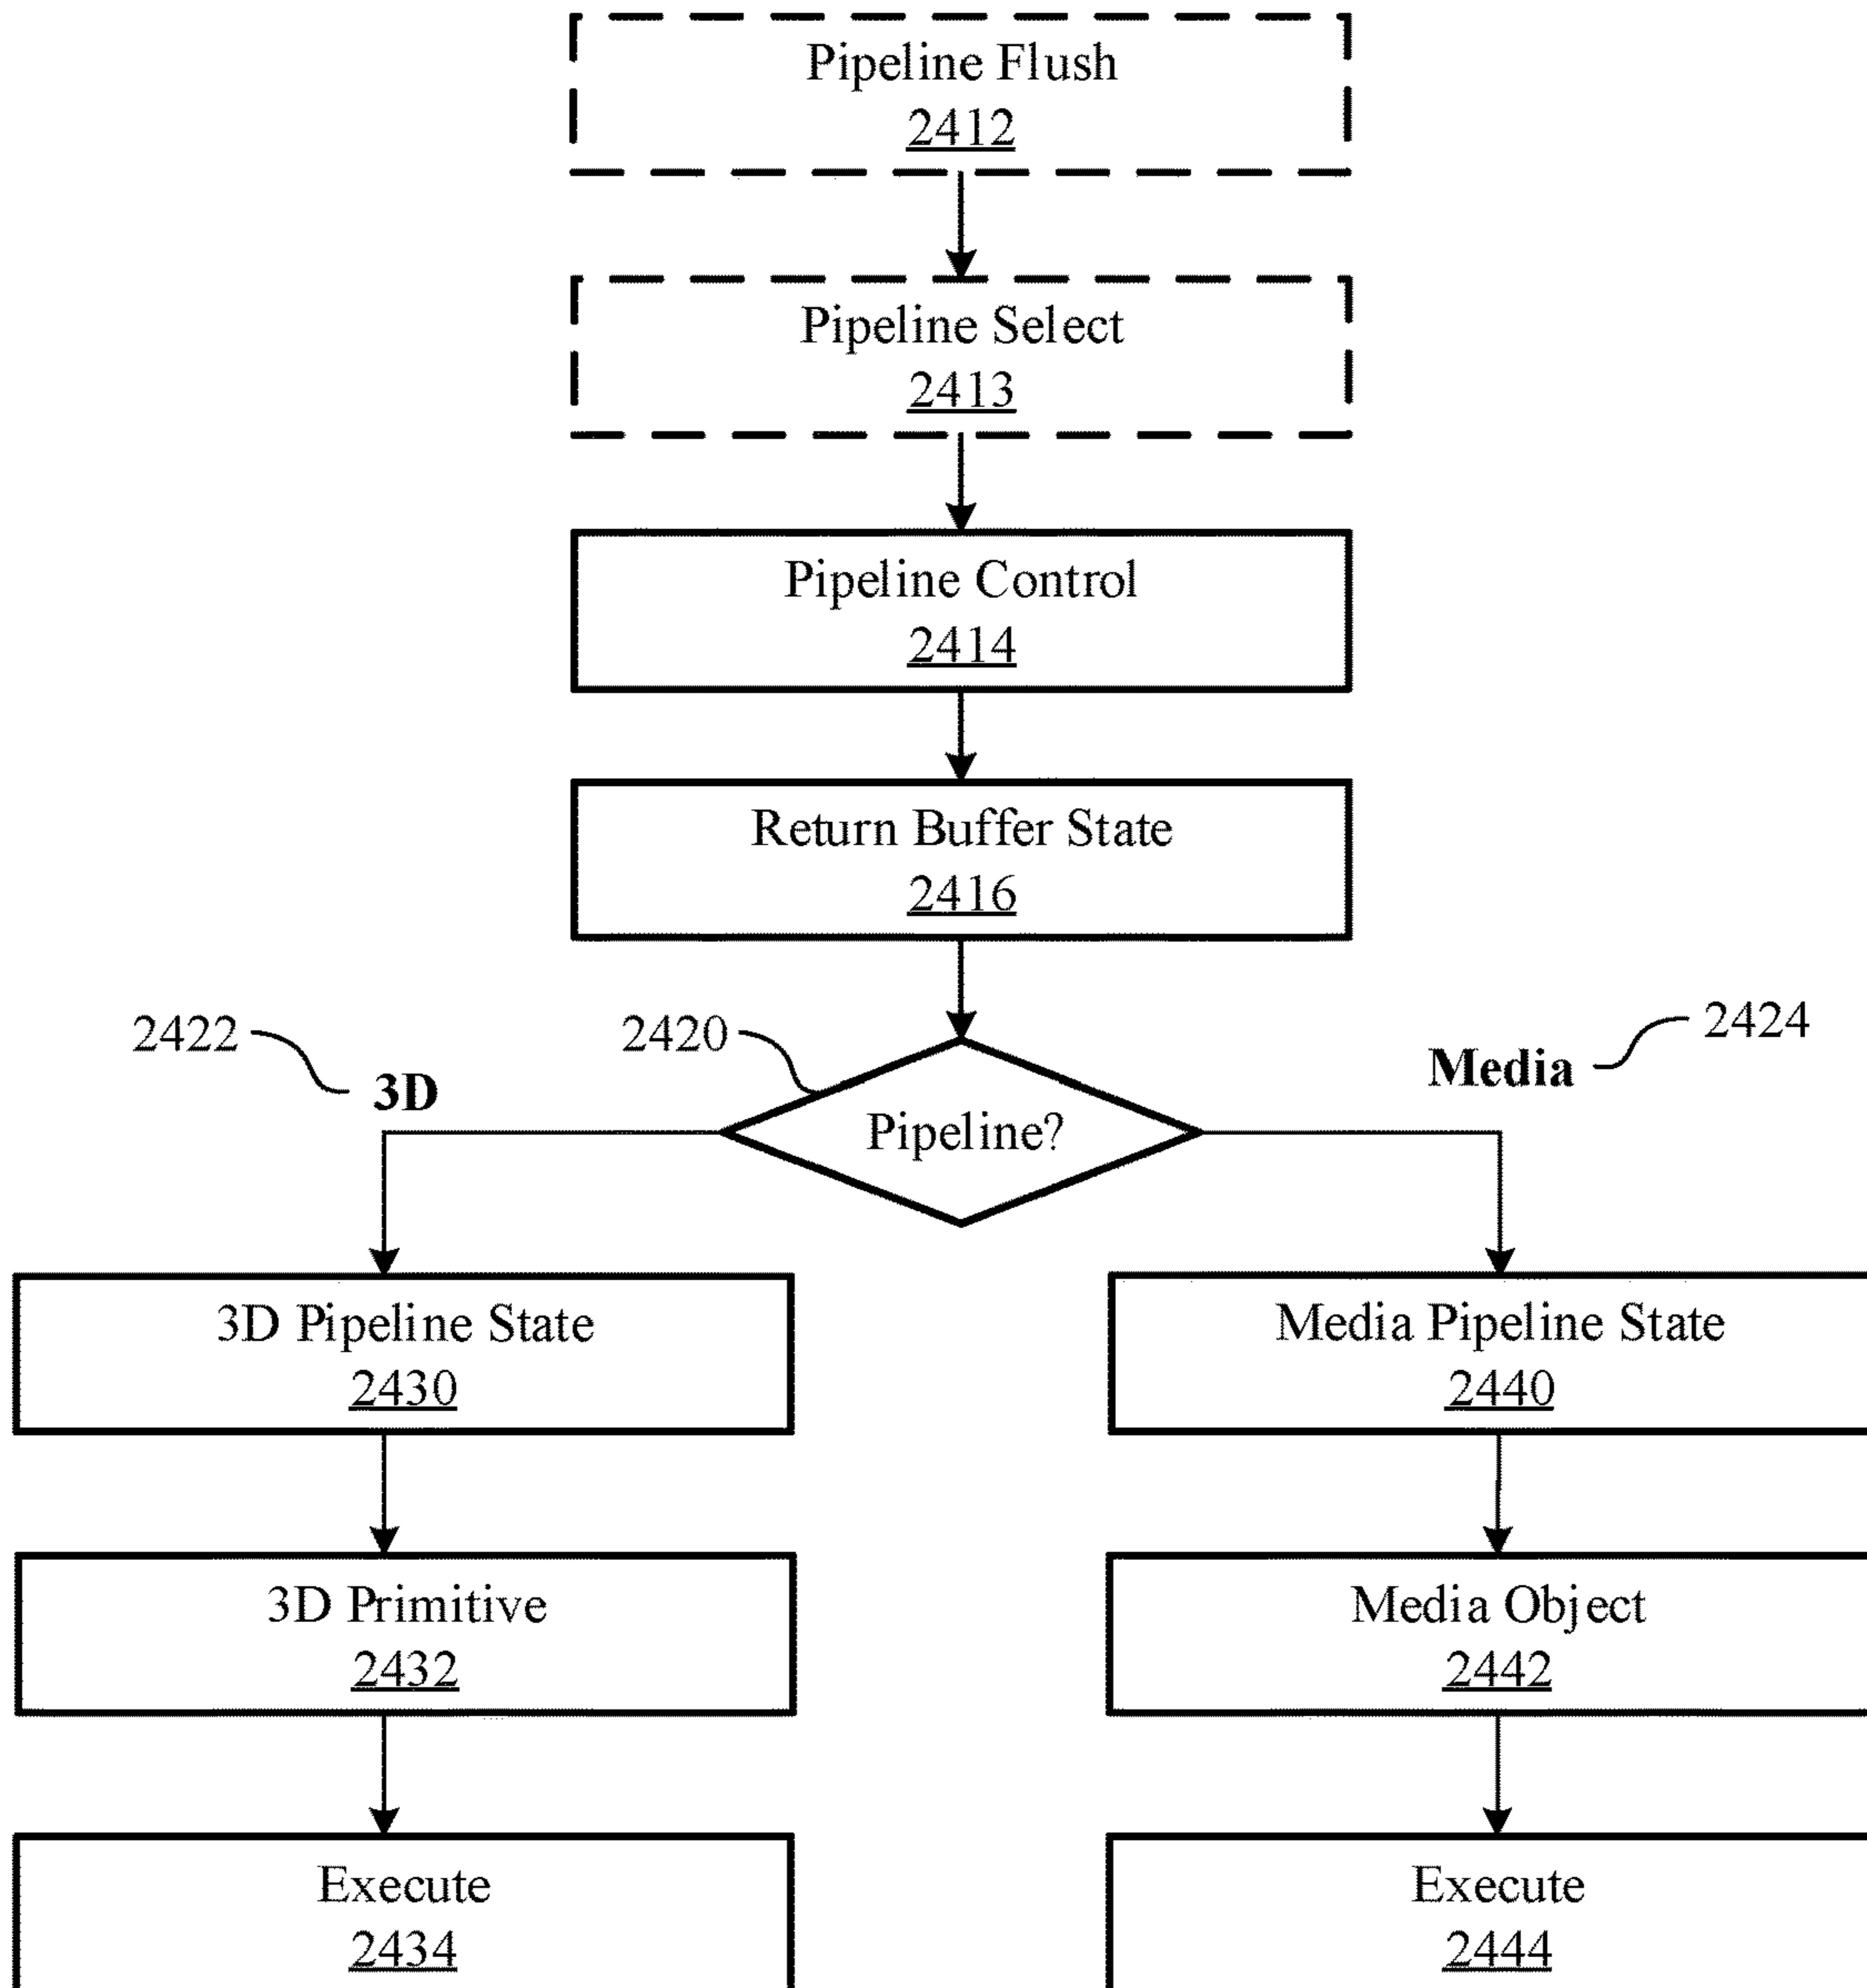 Pipeline Flush
2412
Pipeline Select
2413
Pipeline Control
2414
Return Buffer State
2416
2422
3D
2420
Media
2424
Pipeline?
3D Pipeline State
2430
3D Primitive
2432
Execute
2434
Media Pipeline State
2440
Media Object
2442
Execute
2444